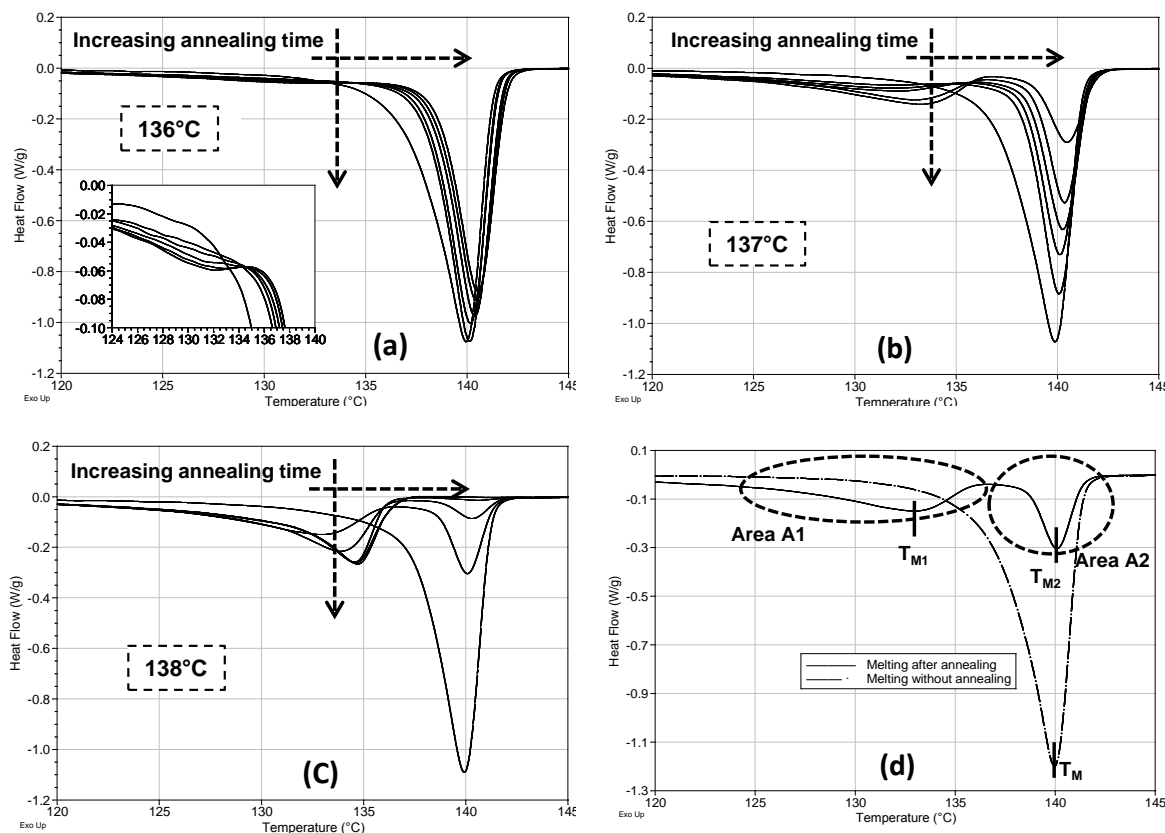 0.2
0.0
-0.2
-0.4
-0.6
-0.8
-1.0
-1.2
Heat Flow (W/g)
Increasing annealing time
136°C
0.00
-0.02
-0.04
-0.06
-0.08
-0.10
124 126 128 130 132 134 136 138 140
(a)
120 125 130 135 140 145
Exo Up
Temperature (°C)
0.2
0.0
-0.2
-0.4
-0.6
-0.8
-1.0
-1.2
Heat Flow (W/g)
Increasing annealing time
137°C
(b)
120 125 130 135 140 145
Exo Up
Temperature (°C)
0.2
0.0
-0.2
-0.4
-0.6
-0.8
-1.0
-1.2
Heat Flow (W/g)
Increasing annealing time
138°C
(C)
120 125 130 135 140 145
Exo Up
Temperature (°C)
0.1
-0.1
-0.3
-0.5
-0.7
-0.9
-1.1
-1.3
Heat Flow (W/g)
Area A1
TM1
TM2
Area A2
Melting after annealing
Melting without annealing
TM
(d)
120 125 130 135 140 145
Exo Up
Temperature (°C)